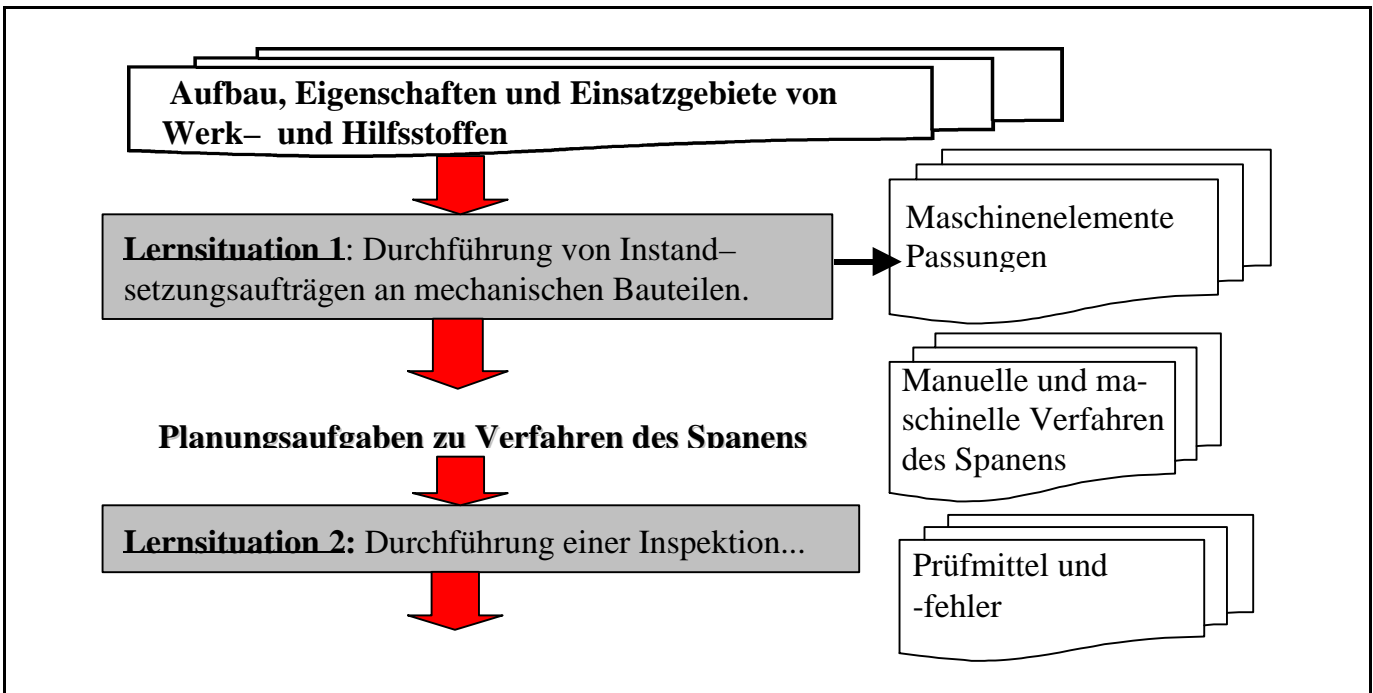 Aufbau, Eigenschaften und Einsatzgebiete von
Werk– und Hilfsstoffen
Lernsituation 1: Durchführung von Instand–
setzungsaufträgen an mechanischen Bauteilen.
Maschinenelemente
Passungen
Manuelle und ma-
schinelle Verfahren
des Spanens
Planungsaufgaben zu Verfahren des Spanens
Lernsituation 2: Durchführung einer Inspektion...
Prüfmittel und
-fehler